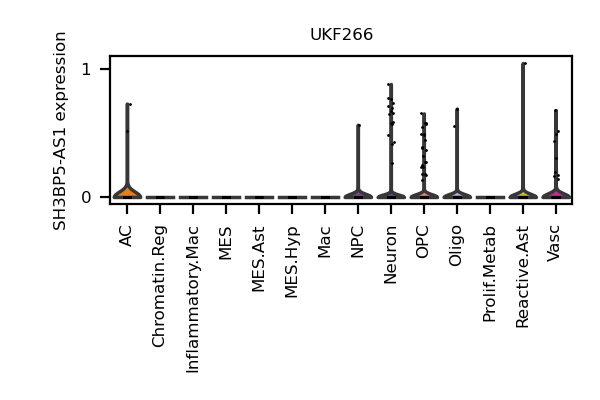 UKF266
SH3BP5-AS1 expression
1
0
AC
Chromatin.Reg
Inflammatory.Mac
MES
MES.Ast
MES.Hyp
Mac
NPC
Neuron
OPC
Oligo
Prolif.Metab
Reactive.Ast
Vasc